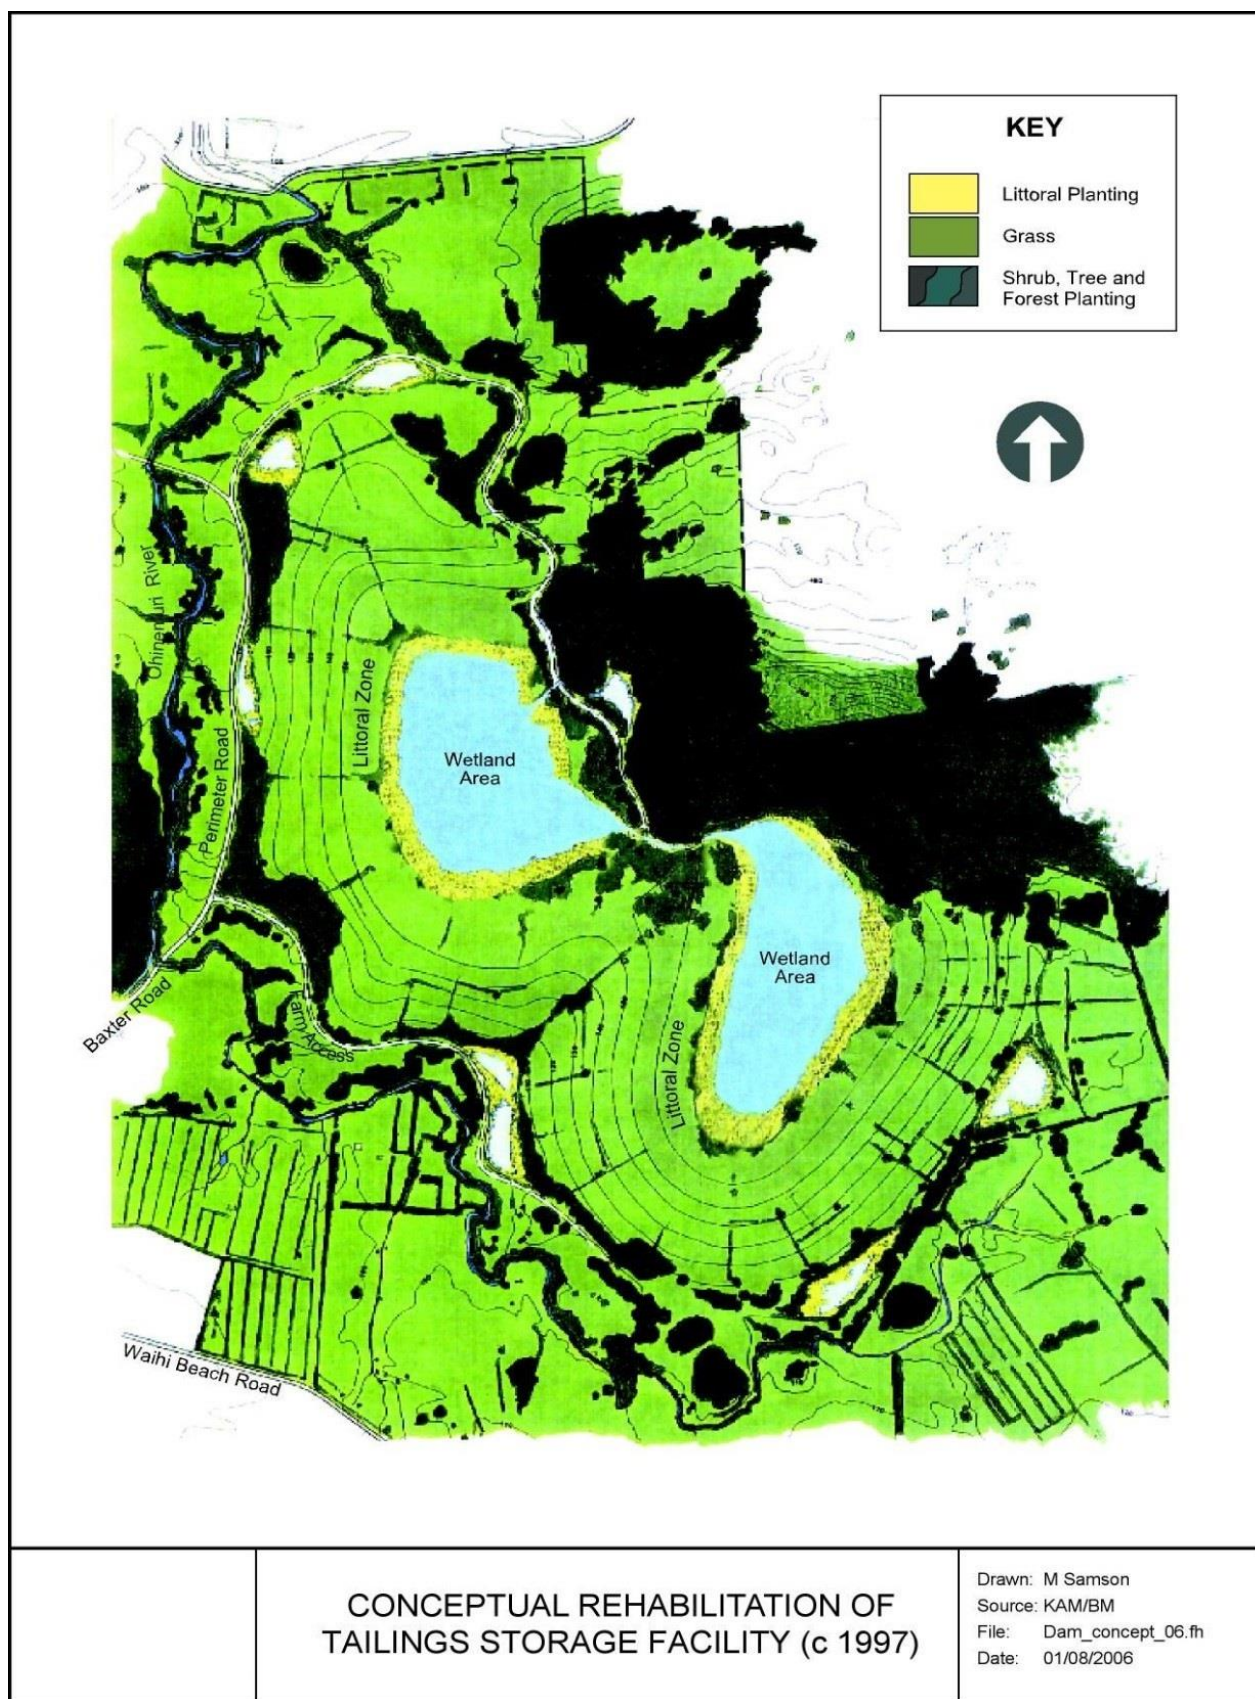 KEY
Littoral Planting
Grass
Shrub, Tree and
Forest Planting
Ohinemuri River
Perimeter Road
Littoral Zone
Wetland
Area
Wetland
Area
Littoral Zone
Baxter Road
Farm Access
Waihi Beach Road
CONCEPTUAL REHABILITATION OF
TAILINGS STORAGE FACILITY (c 1997)
Drawn: M Samson
Source: KAM/BM
File: Dam_concept_06.fh
Date: 01/08/2006